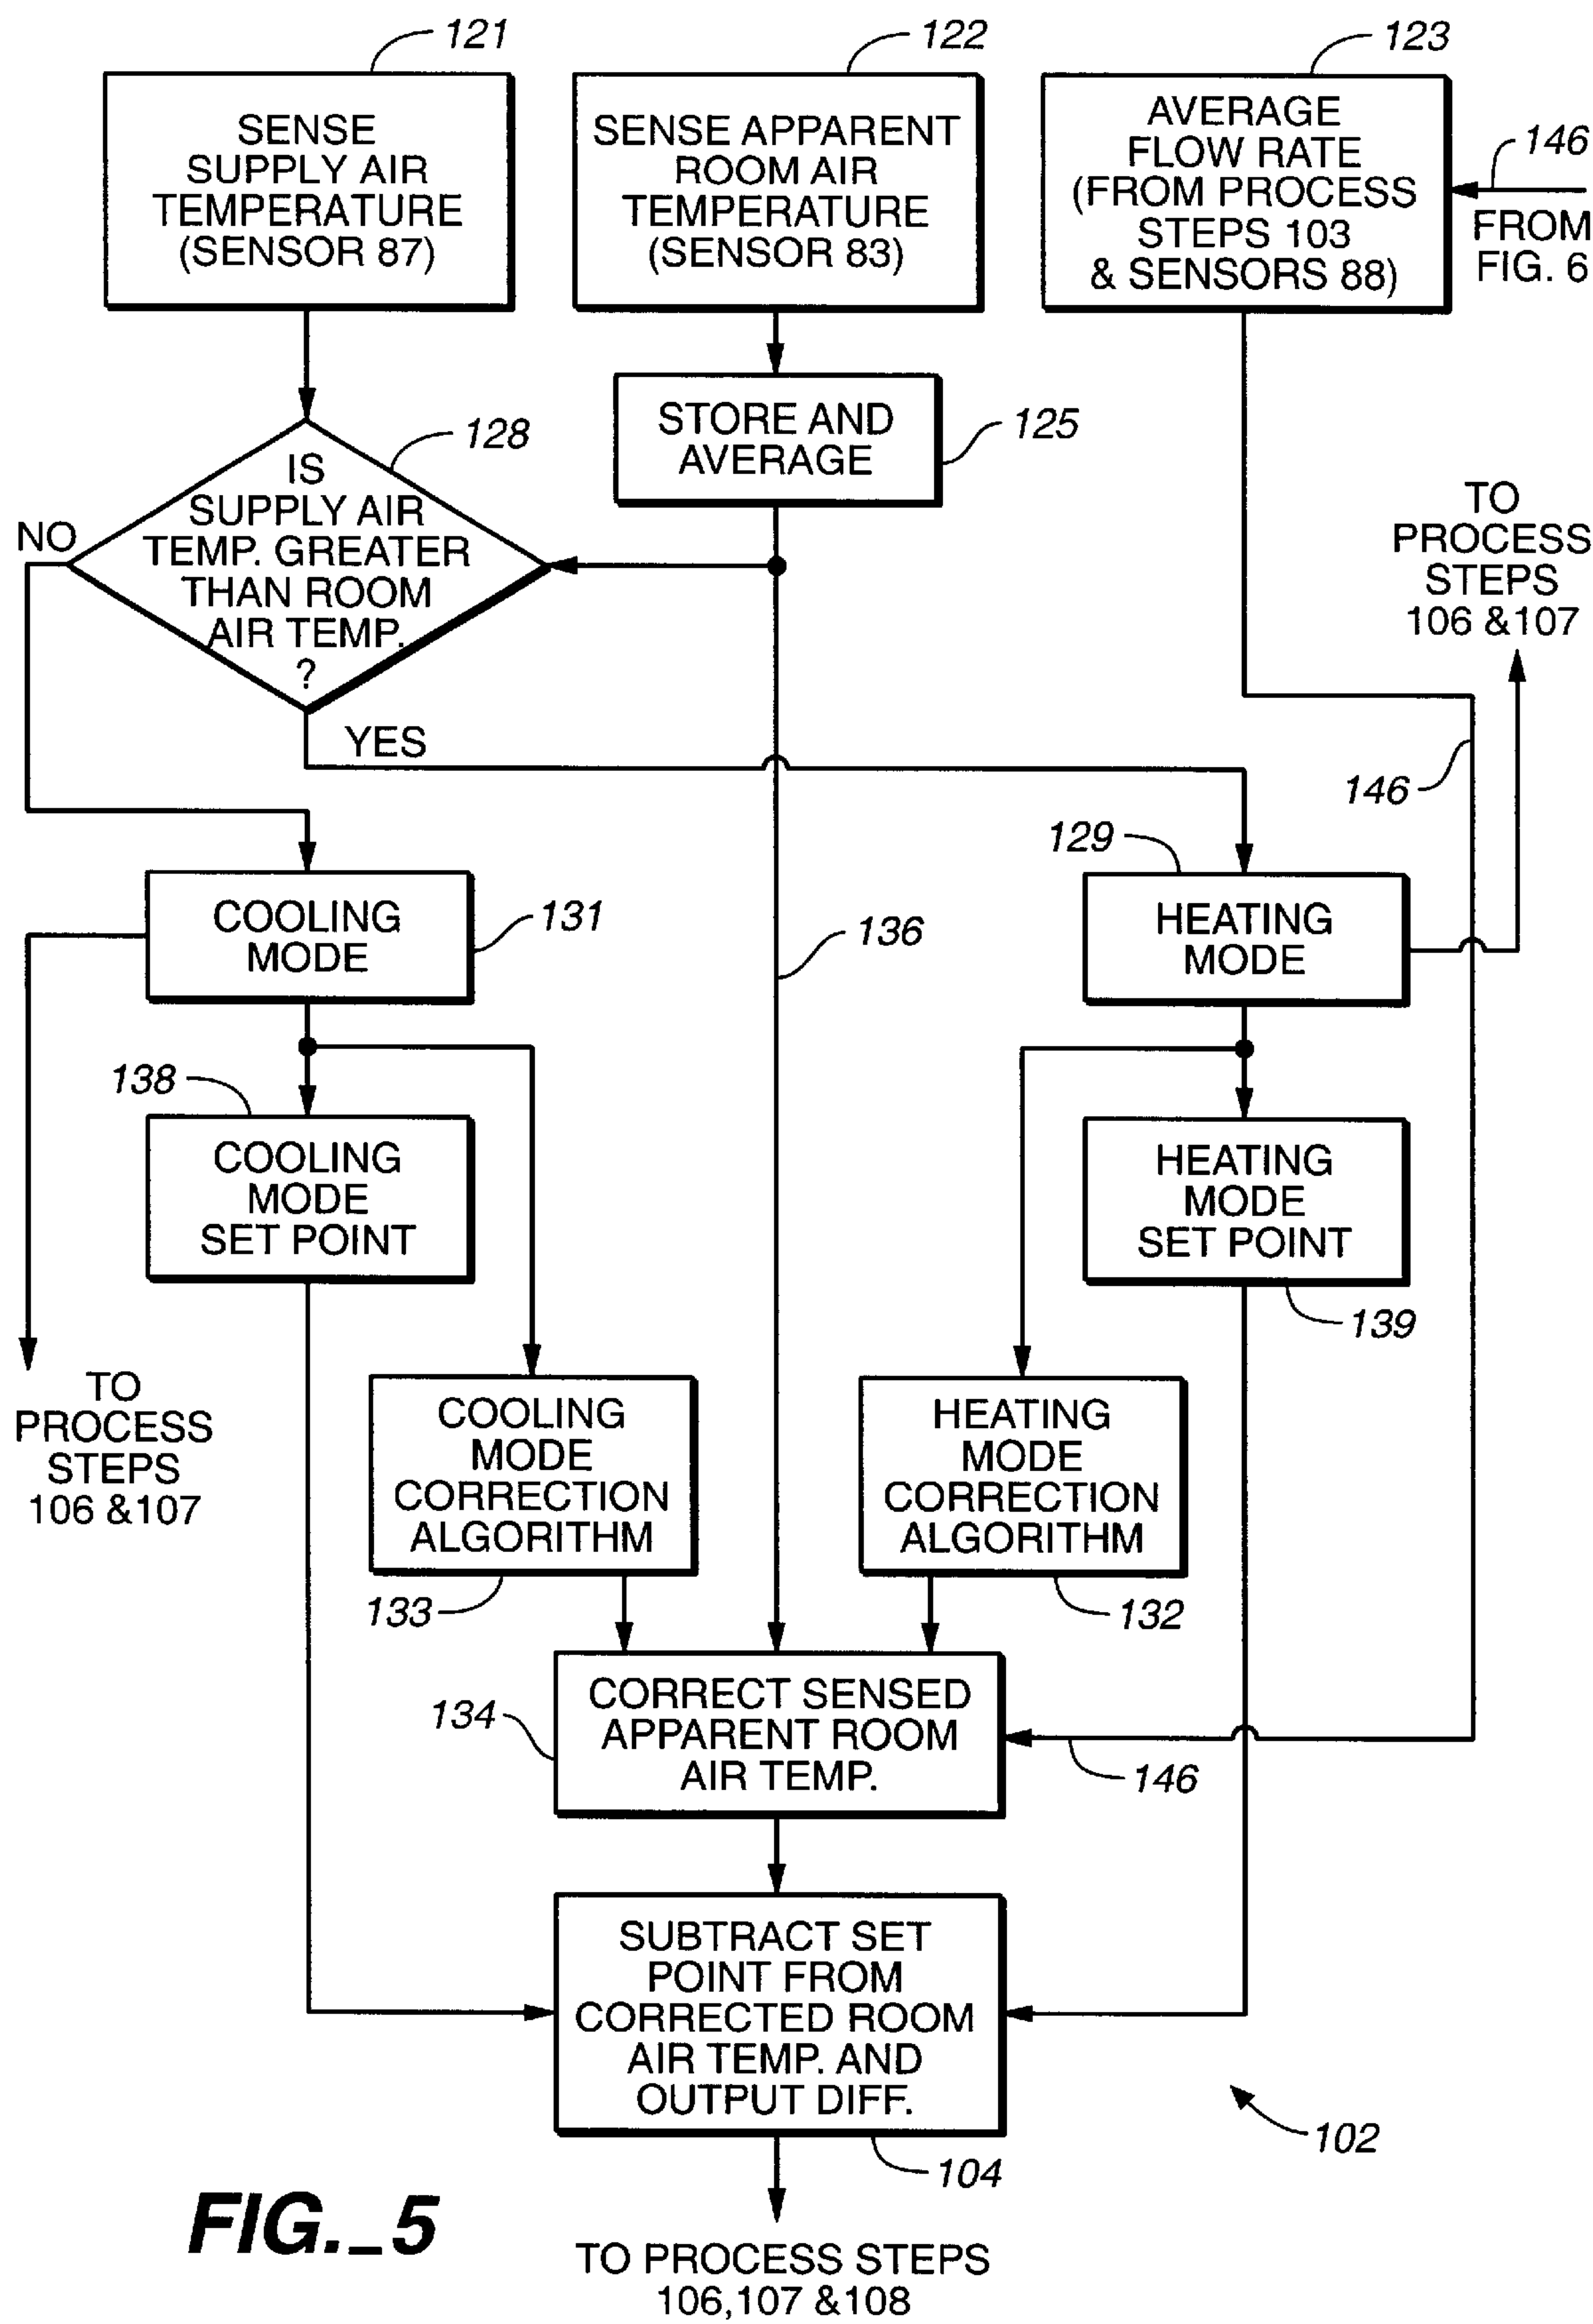 121
122
123
SENSE
SUPPLY AIR
TEMPERATURE
(SENSOR 87)
SENSE APPARENT
ROOM AIR
TEMPERATURE
(SENSOR 83)
AVERAGE
FLOW RATE
(FROM PROCESS
STEPS 103
& SENSORS 88)
146
FROM
FIG. 6
STORE AND
AVERAGE
125
128
IS
SUPPLY AIR
TEMP. GREATER
THAN ROOM
AIR TEMP.
?
NO
YES
TO
PROCESS
STEPS
106 &107
146
129
COOLING
MODE
131
136
HEATING
MODE
138
COOLING
MODE
SET POINT
HEATING
MODE
SET POINT
139
TO
PROCESS
STEPS
106 &107
COOLING
MODE
CORRECTION
ALGORITHM
133
HEATING
MODE
CORRECTION
ALGORITHM
132
134
CORRECT SENSED
APPARENT ROOM
AIR TEMP.
146
SUBTRACT SET
POINT FROM
CORRECTED ROOM
AIR TEMP. AND
OUTPUT DIFF.
102
104
FIG._5
TO PROCESS STEPS
106,107 &108